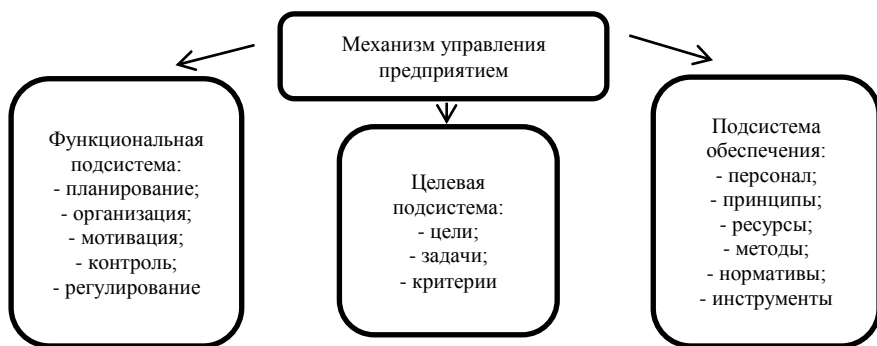 Механизм управления
предприятием
Функциональная
подсистема:
- планирование;
- организация;
- мотивация;
- контроль;
- регулирование
Целевая
подсистема:
- цели;
- задачи;
- критерии
Подсистема
обеспечения:
- персонал;
- принципы;
- ресурсы;
- методы;
- нормативы;
- инструменты